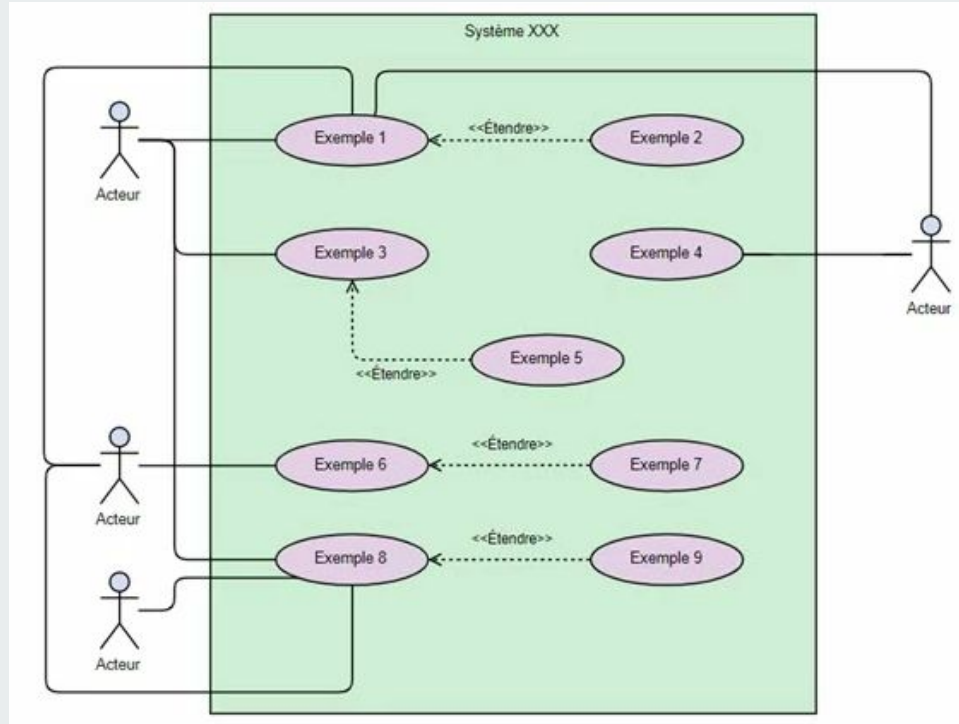 Système XXX
Exemple 1
<<Étendre>>
Exemple 2
Acteur
Exemple 3
Exemple 4
Acteur
Exemple 5
<<Étendre>>
Exemple 6
<<Étendre>>
Exemple 7
Acteur
Exemple 8
<<Étendre>>
Exemple 9
Acteur